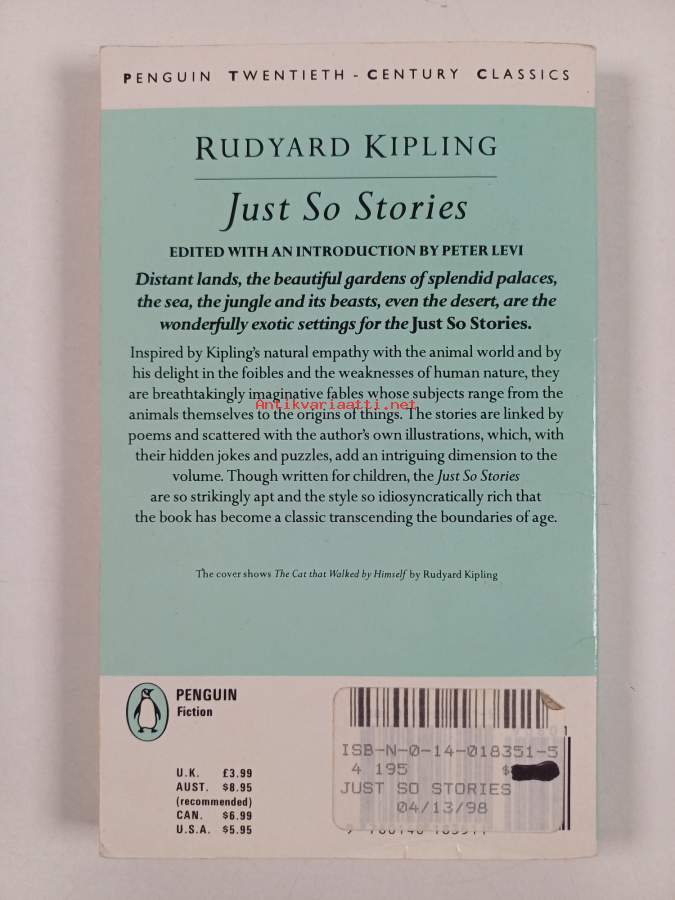 PENGUIN TWENTIETH-CENTURY CLASSICS
RUDYARD KIPLING
Just So Stories
EDITED WITH AN INTRODUCTION BY PETER LEVI
Distant lands, the beautiful gardens of splendid palaces,
the sea, the jungle and its beasts, even the desert, are the
wonderfully exotic settings for the Just So Stories.
Inspired by Kipling's natural empathy with the animal world and by
his delight in the foibles and the weaknesses of human nature, they
are breathtakingly imaginative fables whose subjects range from the
Antikvariaatti.net
animals themselves to the origins of things. The stories are linked by
poems and scattered with the author's own illustrations, which, with
their hidden jokes and puzzles, add an intriguing dimension to the
volume. Though written for children, the Just So Stories
are so strikingly apt and the style so idiosyncratically rich that
the book has become a classic transcending the boundaries of age.
The cover shows The Cat that Walked by Himself by Rudyard Kipling
PENGUIN
Fiction
U.K. £3.99
AUST. $8.95
(recommended)
CAN. $6.99
U.S.A. $5.95
ISB-N-0-14-018351-5
4 195 $
JUST SO STORIES
04/13/98